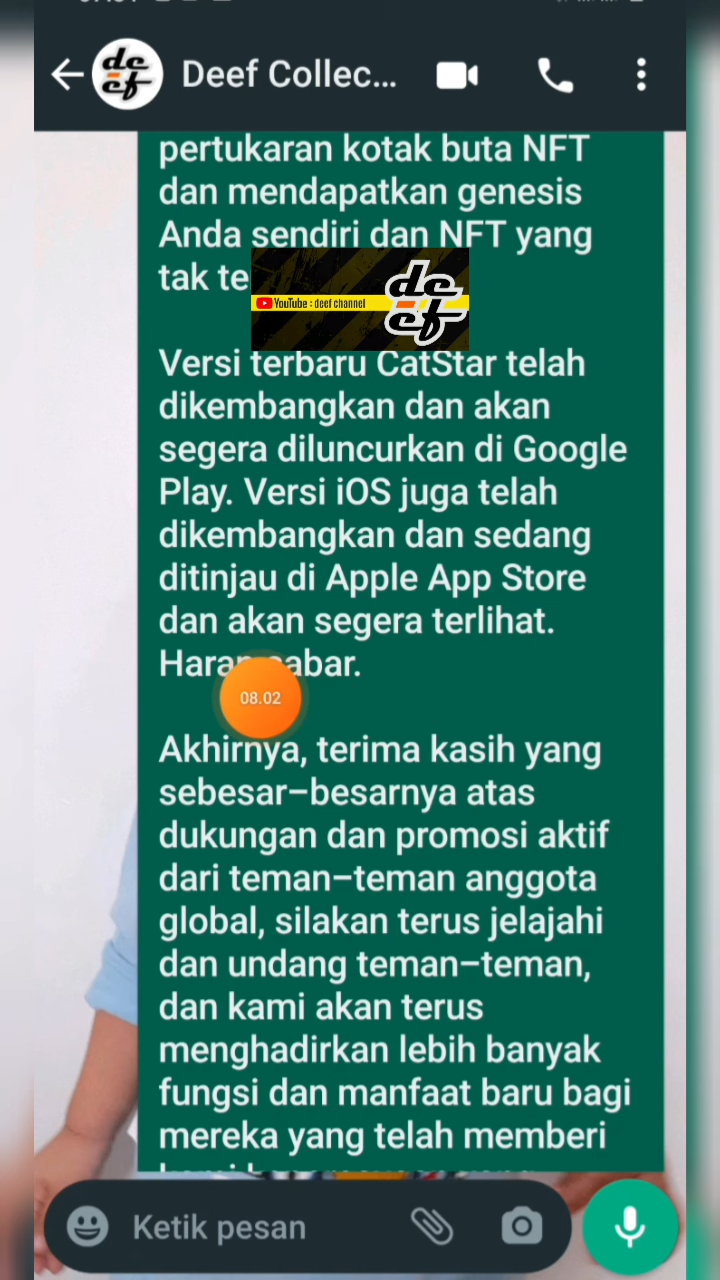 Deef Collec...
pertukaran kotak buta NFT
dan mendapatkan genesis
Anda sendiri dan NFT yang
tak te
YouTube : deef channel
de
ef
Versi terbaru CatStar telah
dikembangkan dan akan
segera diluncurkan di Google
Play. Versi iOS juga telah
dikembangkan dan sedang
ditinjau di Apple App Store
dan akan segera terlihat.
Harap sabar.
08.02
Akhirnya, terima kasih yang
sebesar-besarnya atas
dukungan dan promosi aktif
dari teman-teman anggota
global, silakan terus jelajahi
dan undang teman-teman,
dan kami akan terus
menghadirkan lebih banyak
fungsi dan manfaat baru bagi
mereka yang telah memberi
Ketik pesan